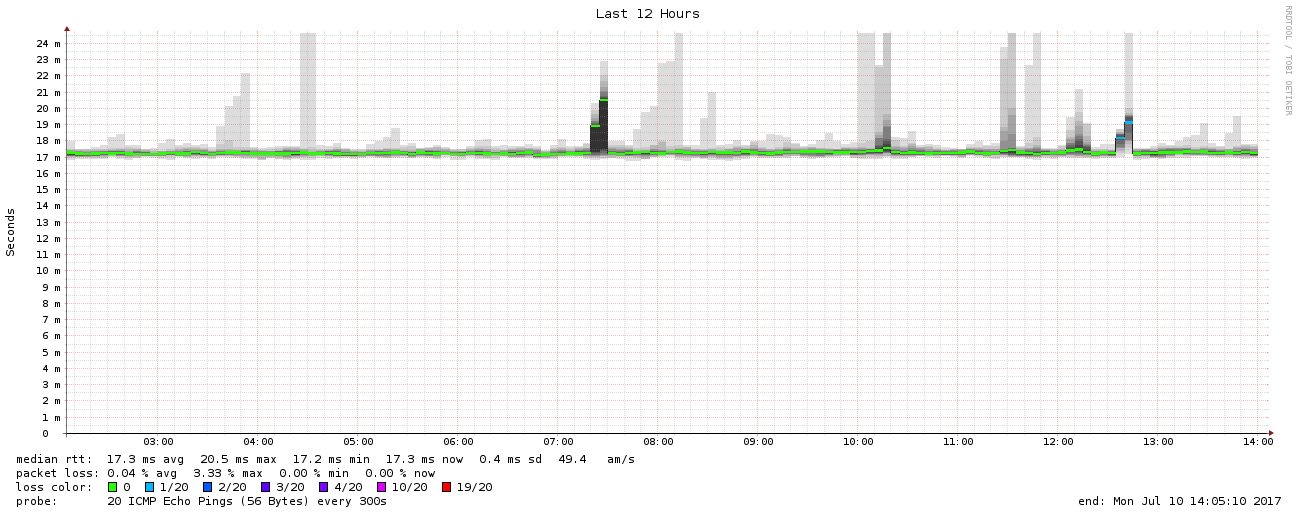 Last 12 Hours
RRDTOOL / TOBI OETIKER
Seconds
24 m
23 m
22 m
21 m
20 m
19 m
18 m
17 m
16 m
15 m
14 m
13 m
12 m
11 m
10 m
9 m
8 m
7 m
6 m
5 m
4 m
3 m
2 m
1 m
0
03:00 04:00 05:00 06:00 07:00 08:00 09:00 10:00 11:00 12:00 13:00 14:00
median rtt: 17.3 ms avg 20.5 ms max 17.2 ms min 17.3 ms now 0.4 ms sd 49.4 am/s
packet loss: 0.04 % avg 3.33 % max 0.00 % min 0.00 % now
loss color: 0 1/20 2/20 3/20 4/20 10/20 19/20
probe: 20 ICMP Echo Pings (56 Bytes) every 300s end: Mon Jul 10 14:05:10 2017